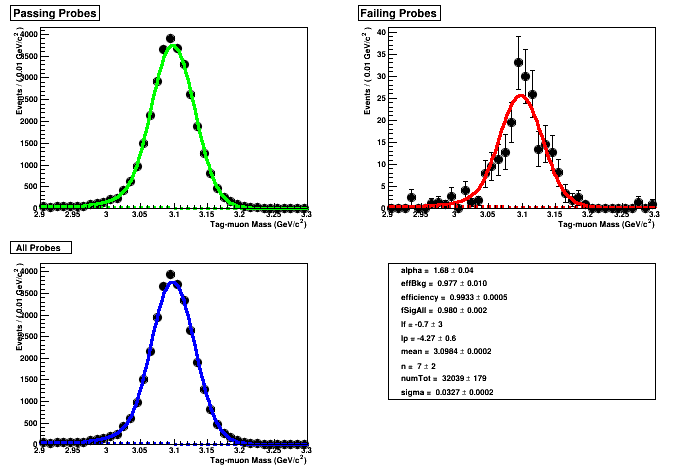 Passing Probes
Events / ( 0.01 GeV/c² )
4000
3500
3000
2500
2000
1500
1000
500
0
2.9 2.95 3 3.05 3.1 3.15 3.2 3.25 3.3
Tag-muon Mass (GeV/c²)
Failing Probes
Events / ( 0.01 GeV/c² )
40
35
30
25
20
15
10
5
0
2.9 2.95 3 3.05 3.1 3.15 3.2 3.25 3.3
Tag-muon Mass (GeV/c²)
All Probes
Events / ( 0.01 GeV/c² )
4000
3500
3000
2500
2000
1500
1000
500
0
2.9 2.95 3 3.05 3.1 3.15 3.2 3.25 3.3
Tag-muon Mass (GeV/c²)
alpha = 1.68 ± 0.04
effBkg = 0.977 ± 0.010
efficiency = 0.9933 ± 0.0005
fSigAll = 0.980 ± 0.002
lf = -0.7 ± 3
lp = -4.27 ± 0.6
mean = 3.0984 ± 0.0002
n = 7 ± 2
numTot = 32039 ± 179
sigma = 0.0327 ± 0.0002